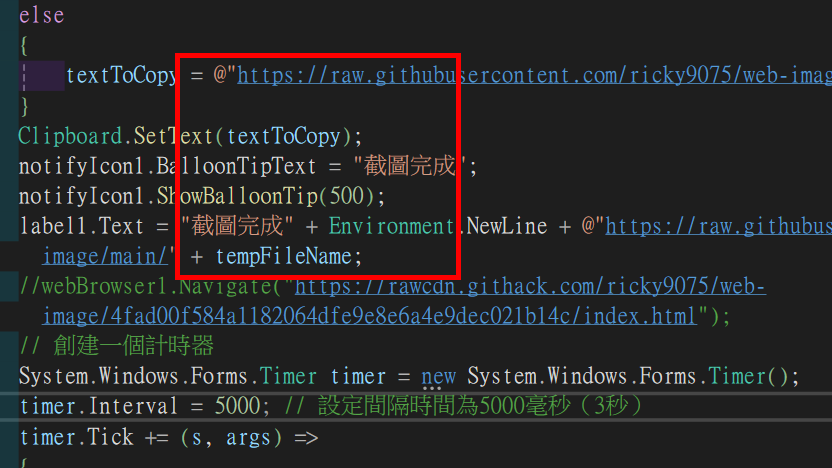 else
{
textToCopy = @"https://raw.githubusercontent.com/ricky9075/web-imag
}
Clipboard.SetText(textToCopy);
notifyIcon1.BalloonTipText = "截圖完成";
notifyIcon1.ShowBalloonTip(500);
label1.Text = "截圖完成" + Environment.NewLine + @"https://raw.githubus
image/main/" + tempFileName;
//webBrowser1.Navigate("https://rawcdn.githack.com/ricky9075/web-
image/4fad00f584a1182064dfe9e8e6a4e9dec021b14c/index.html");
// 創建一個計時器
System.Windows.Forms.Timer timer = new System.Windows.Forms.Timer();
timer.Interval = 5000; // 設定間隔時間為5000毫秒（3秒）
timer.Tick += (s, args) =>
{